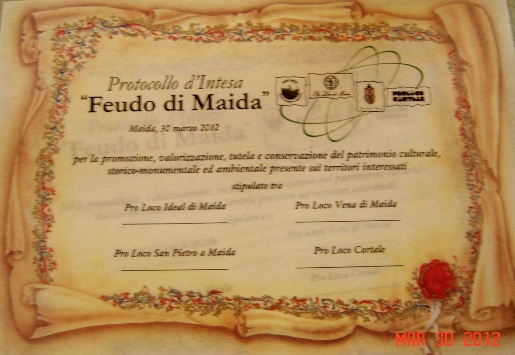 Protocollo d'Intesa
"Feudo di Maida"
PROLOCO
CORTALE
Maida, 30 marzo 2012
per la promozione, valorizzazione, tutela e conservazione del patrimonio culturale,
storico-monumentale ed ambientale presente sui territori interessati
stipulato tra
Pro Loco Ideal di Maida
Pro Loco Vena di Maida
Pro Loco San Pietro a Maida
Pro Loco Cortale
MAR 30 2012